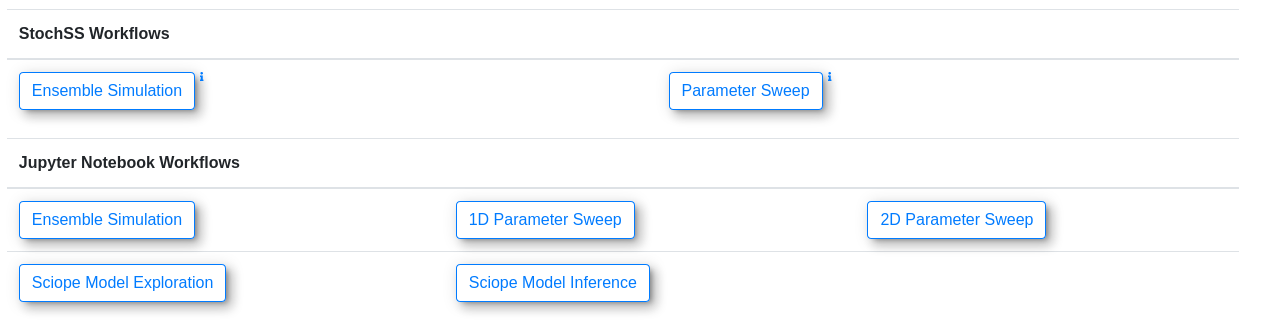 StochSS Workflows
Ensemble Simulation ℹ Parameter Sweep ℹ
Jupyter Notebook Workflows
Ensemble Simulation 1D Parameter Sweep 2D Parameter Sweep
Sciope Model Exploration Sciope Model Inference